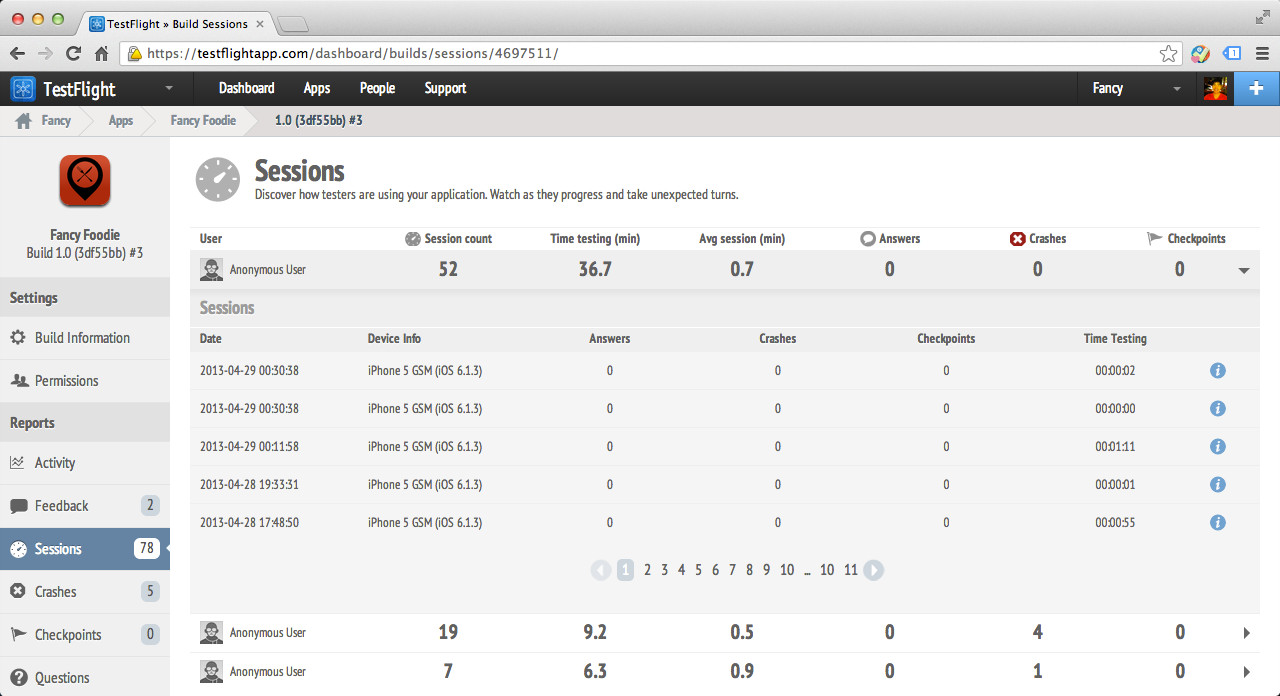 TestFlight » Build Sessions
https://testflightapp.com/dashboard/builds/sessions/4697511/
1
TestFlight Dashboard Apps People Support Fancy
Fancy Apps Fancy Foodie 1.0 (3df55bb) #3
Fancy Foodie
Build 1.0 (3df55bb) #3
Settings
Build Information
Permissions
Reports
Activity
Feedback 2
Sessions 78
Crashes 5
Checkpoints 0
Questions
Sessions
Discover how testers are using your application. Watch as they progress and take unexpected turns.
User Session count Time testing (min) Avg session (min) Answers Crashes Checkpoints
Anonymous User 52 36.7 0.7 0 0 0
Sessions
Date Device Info Answers Crashes Checkpoints Time Testing
2013-04-29 00:30:38 iPhone 5 GSM (iOS 6.1.3) 0 0 0 00:00:02
2013-04-29 00:30:38 iPhone 5 GSM (iOS 6.1.3) 0 0 0 00:00:00
2013-04-29 00:11:58 iPhone 5 GSM (iOS 6.1.3) 0 0 0 00:01:11
2013-04-28 19:33:31 iPhone 5 GSM (iOS 6.1.3) 0 0 0 00:00:01
2013-04-28 17:48:50 iPhone 5 GSM (iOS 6.1.3) 0 0 0 00:00:55
1 2 3 4 5 6 7 8 9 10 ... 10 11
Anonymous User 19 9.2 0.5 0 4 0
Anonymous User 7 6.3 0.9 0 1 0